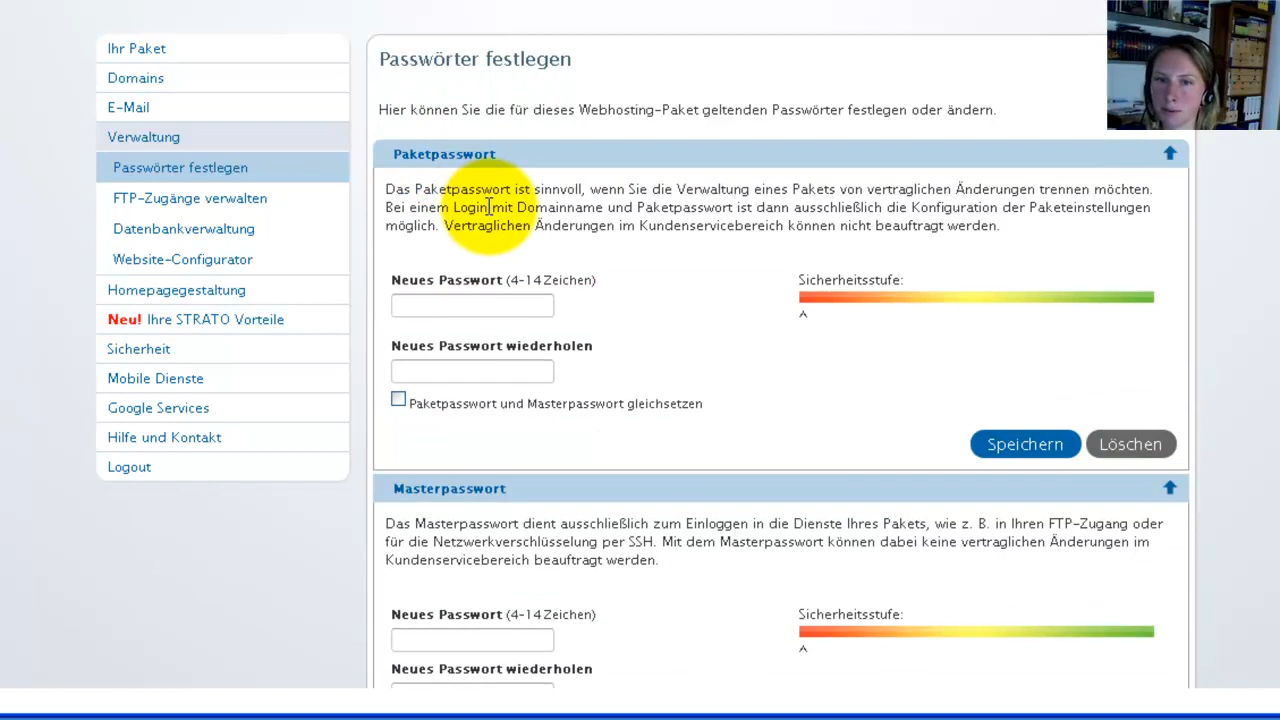 Ihr Paket
Domains
E-Mail
Verwaltung
Passwörter festlegen
FTP-Zugänge verwalten
Datenbankverwaltung
Website-Configurator
Homepagegestaltung
Neu! Ihre STRATO Vorteile
Sicherheit
Mobile Dienste
Google Services
Hilfe und Kontakt
Logout
Passwörter festlegen
Hier können Sie die für dieses Webhosting-Paket geltenden Passwörter festlegen oder ändern.
Paketpasswort
Das Paketpasswort ist sinnvoll, wenn Sie die Verwaltung eines Pakets von vertraglichen Änderungen trennen möchten.
Bei einem Login mit Domainname und Paketpasswort ist dann ausschließlich die Konfiguration der Paketeinstellungen
möglich. Vertraglichen Änderungen im Kundenservicebereich können nicht beauftragt werden.
Neues Passwort (4-14 Zeichen)
Sicherheitsstufe:
Neues Passwort wiederholen
Paketpasswort und Masterpasswort gleichsetzen
Speichern
Löschen
Masterpasswort
Das Masterpasswort dient ausschließlich zum Einloggen in die Dienste Ihres Pakets, wie z. B. in Ihren FTP-Zugang oder
für die Netzwerkverschlüsselung per SSH. Mit dem Masterpasswort können dabei keine vertraglichen Änderungen im
Kundenservicebereich beauftragt werden.
Neues Passwort (4-14 Zeichen)
Sicherheitsstufe:
Neues Passwort wiederholen